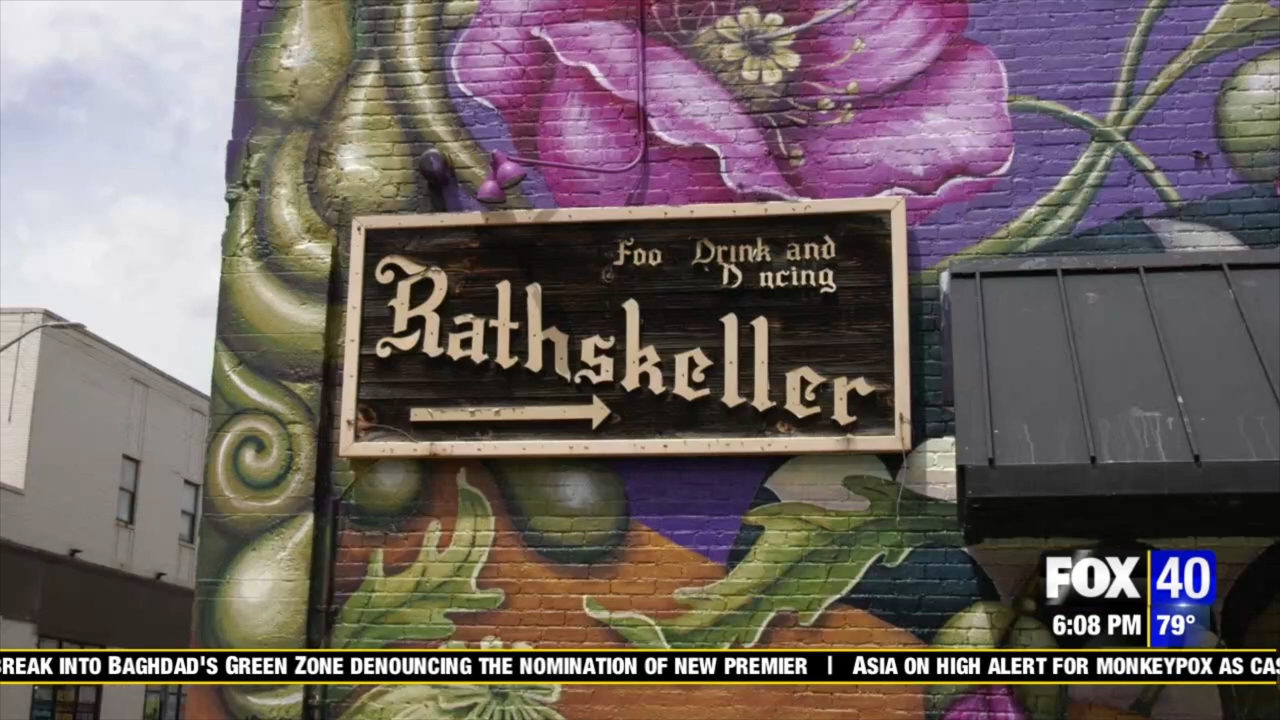 Foo Drink and
D ncing
Rathskeller
FOX 40
6:08 PM 79°
BREAK INTO BAGHDAD'S GREEN ZONE DENOUNCING THE NOMINATION OF NEW PREMIER | ASIA ON HIGH ALERT FOR MONKEYPOX AS CAS